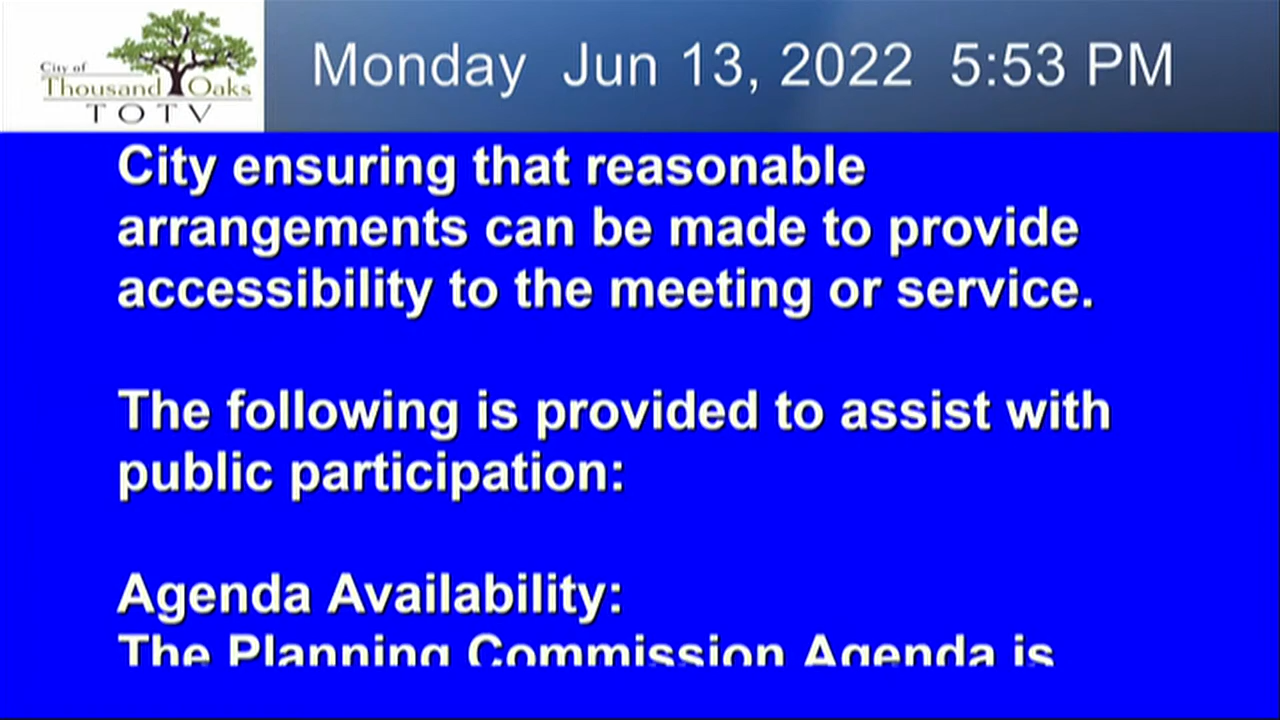 City of
Thousand Oaks
TOTV
Monday Jun 13, 2022 5:53 PM
City ensuring that reasonable
arrangements can be made to provide
accessibility to the meeting or service.
The following is provided to assist with
public participation:
Agenda Availability:
The Planning Commission Agenda is